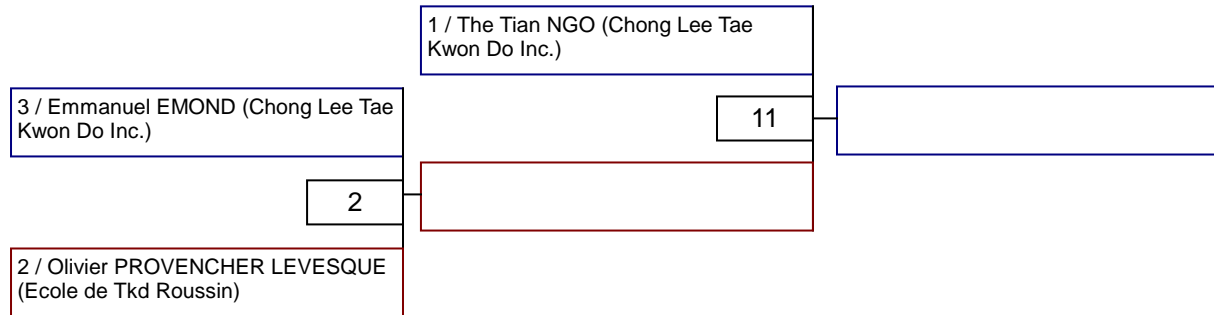 1 / The Tian NGO (Chong Lee Tae
Kwon Do Inc.)
3 / Emmanuel EMOND (Chong Lee Tae
Kwon Do Inc.)
11
2
2 / Olivier PROVENCHER LEVESQUE
(Ecole de Tkd Roussin)